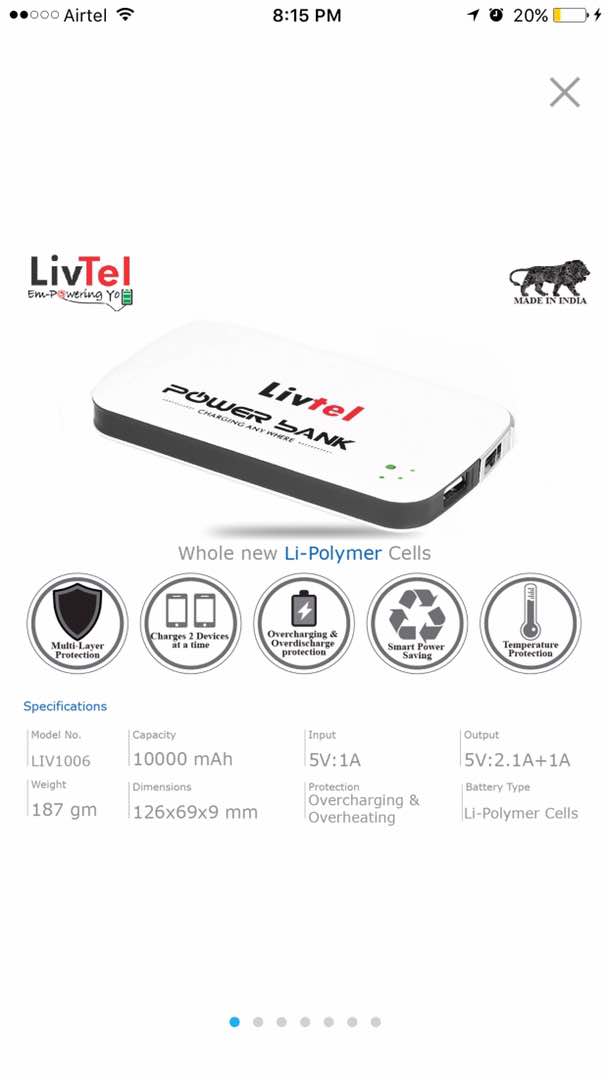 Airtel 8:15 PM 20%
LivTel
Em-Powering You
MADE IN INDIA
Livtel
POWER BANK
CHARGING ANY WHERE
Whole new Li-Polymer Cells
Multi-Layer
Protection
Charges 2 Devices
at a time
Overcharging &
Overdischarge
protection
Smart Power
Saving
Temperature
Protection
Specifications
Model No.
LIV1006
Capacity
10000 mAh
Input
5V:1A
Output
5V:2.1A+1A
Weight
187 gm
Dimensions
126x69x9 mm
Protection
Overcharging &
Overheating
Battery Type
Li-Polymer Cells